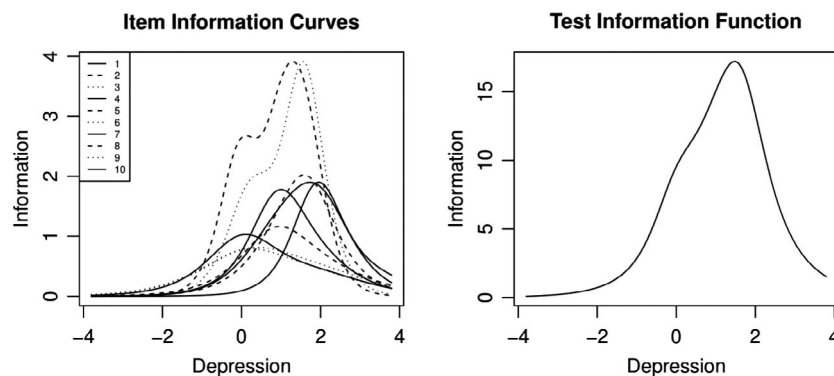 Item Information Curves
Information
4
3
2
1
0
1
2
3
4
5
6
7
8
9
10
−4 −2 0 2 4
Depression
Test Information Function
Information
15
10
5
0
−4 −2 0 2 4
Depression